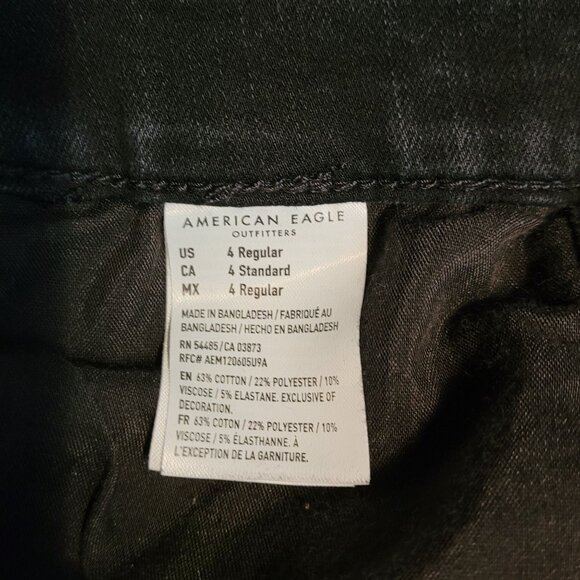 AMERICAN EAGLE
OUTFITTERS
US 4 Regular
CA 4 Standard
MX 4 Regular
MADE IN BANGLADESH / FABRIQUÉ AU
BANGLADESH / HECHO EN BANGLADESH
RN 54485/CA 03873
RFC# AEM120605U9A
EN 63% COTTON / 22% POLYESTER / 10%
VISCOSE / 5% ELASTANE. EXCLUSIVE OF
DECORATION.
FR 63% COTON / 22% POLYESTER / 10%
VISCOSE / 5% ÉLASTHANNE. À
L'EXCEPTION DE LA GARNITURE.